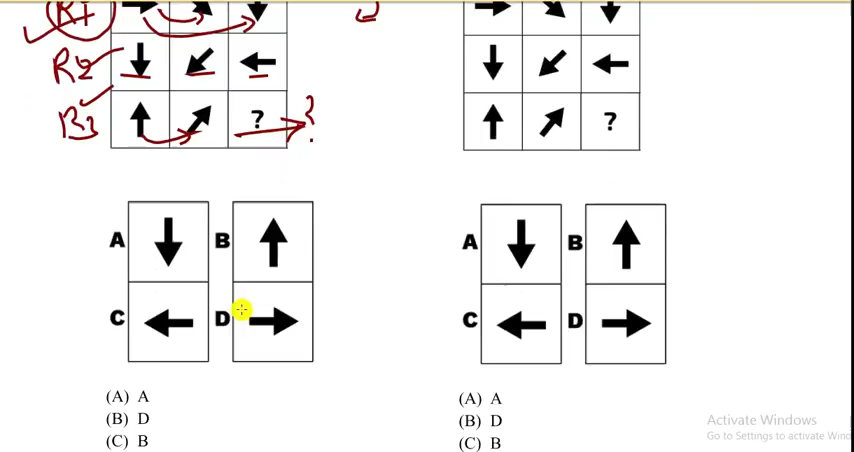 R1
R2
R3
?
?
?
A
B
C
D
A
B
C
D
(A) A
(B) D
(C) B
(A) A
(B) D
(C) B
Activate Windows
Go to Settings to activate Wind